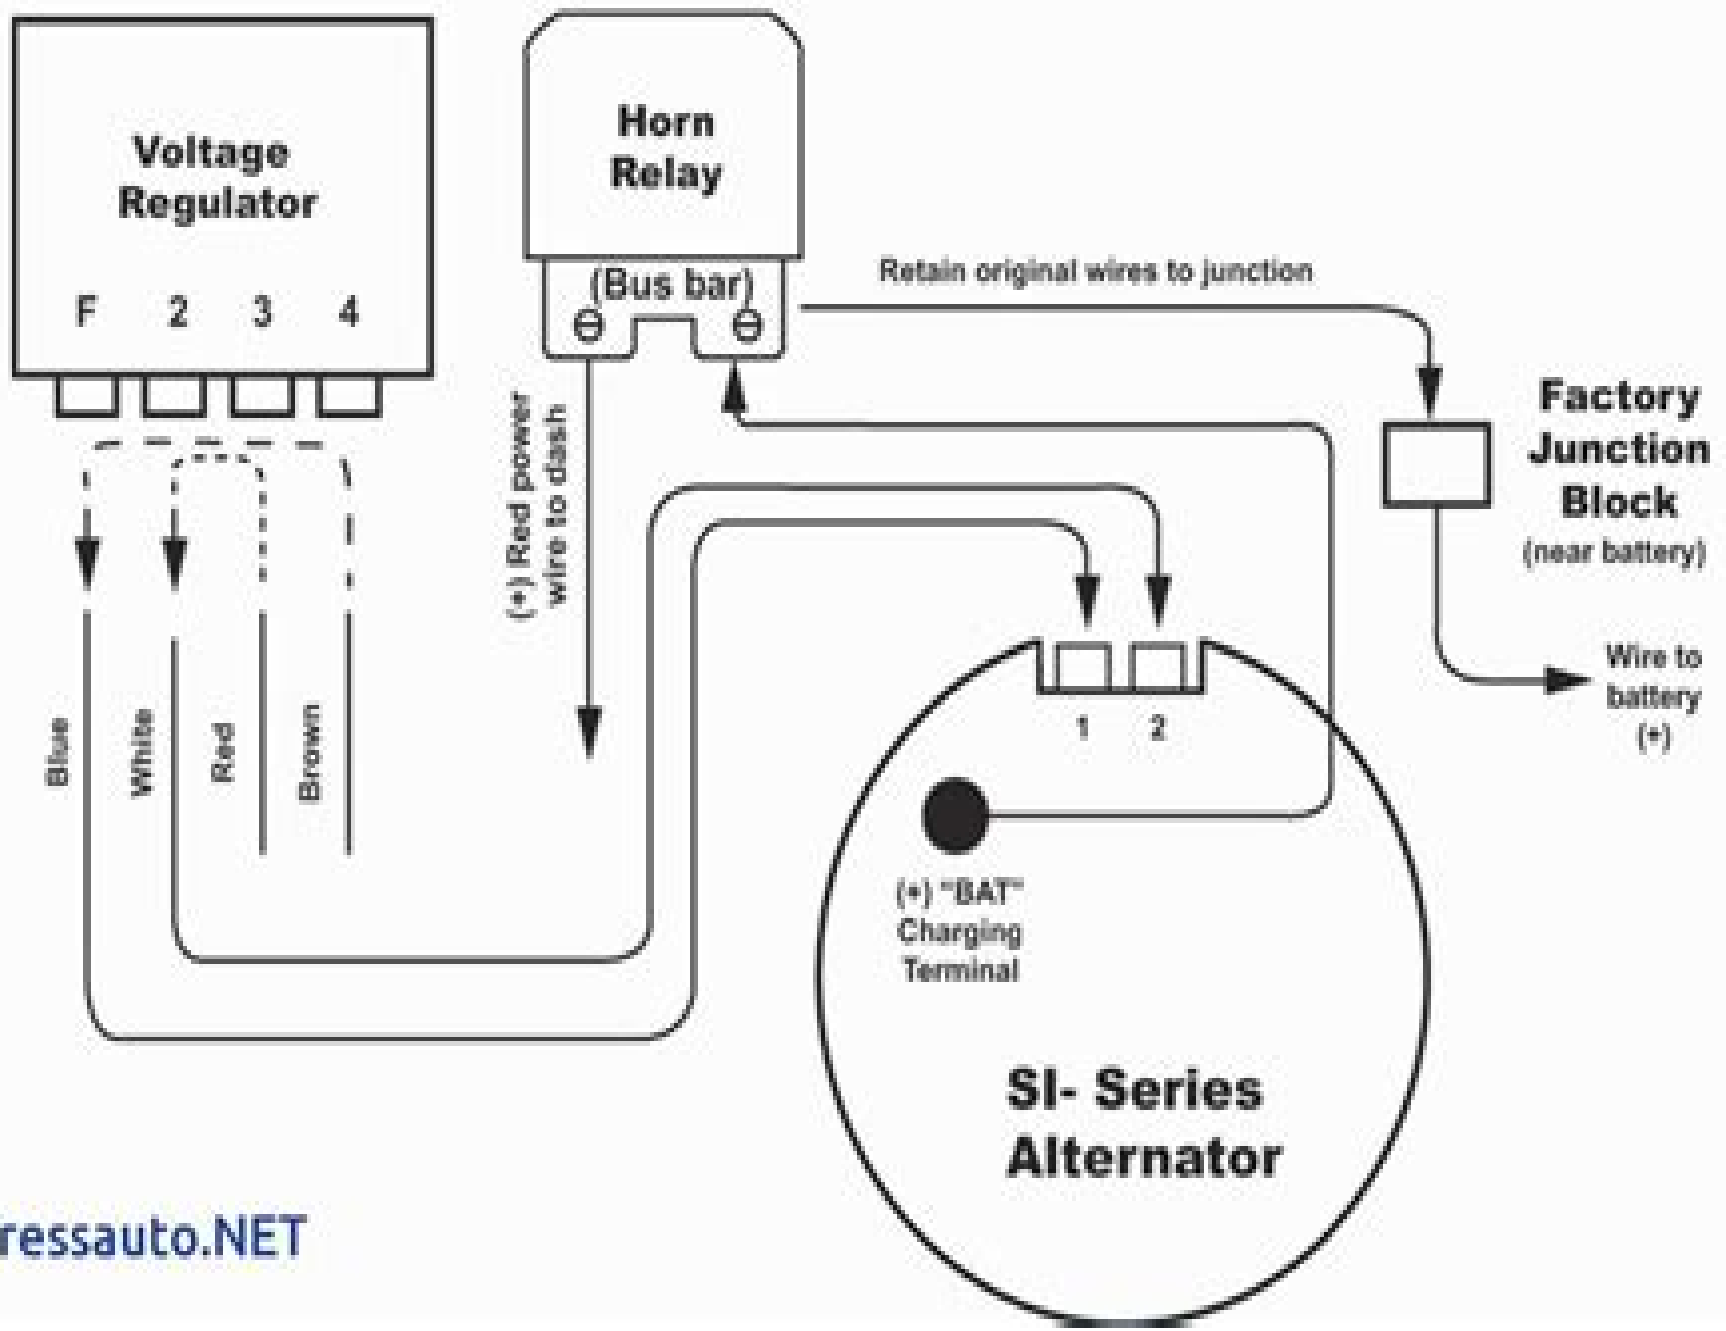 Voltage
Regulator
F 2 3 4
Horn
Relay
(Bus bar)
Retain original wires to junction
Factory
Junction
Block
(near battery)
Wire to
battery
(+)
(+) Red power
wire to dash
Blue
White
Red
Brown
1 2
(+) "BAT"
Charging
Terminal
SI- Series
Alternator
ressauto.NET